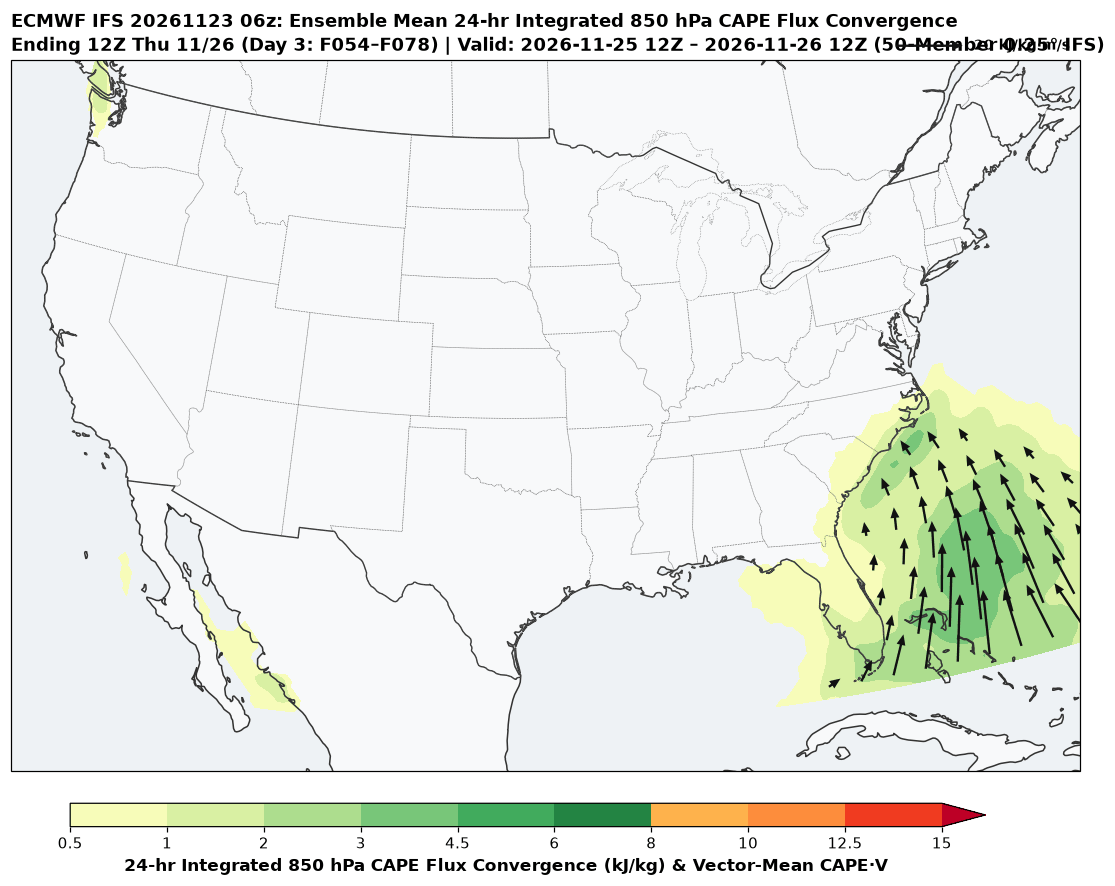 ECMWF IFS 20261123 06z: Ensemble Mean 24-hr Integrated 850 hPa CAPE Flux Convergence
Ending 12Z Thu 11/26 (Day 3: F054–F078) | Valid: 2026-11-25 12Z – 2026-11-26 12Z (50-Member 0.25° IFS)
0.5 1 2 3 4.5 6 8 10 12.5 15
24-hr Integrated 850 hPa CAPE Flux Convergence (kJ/kg) & Vector-Mean CAPE·V